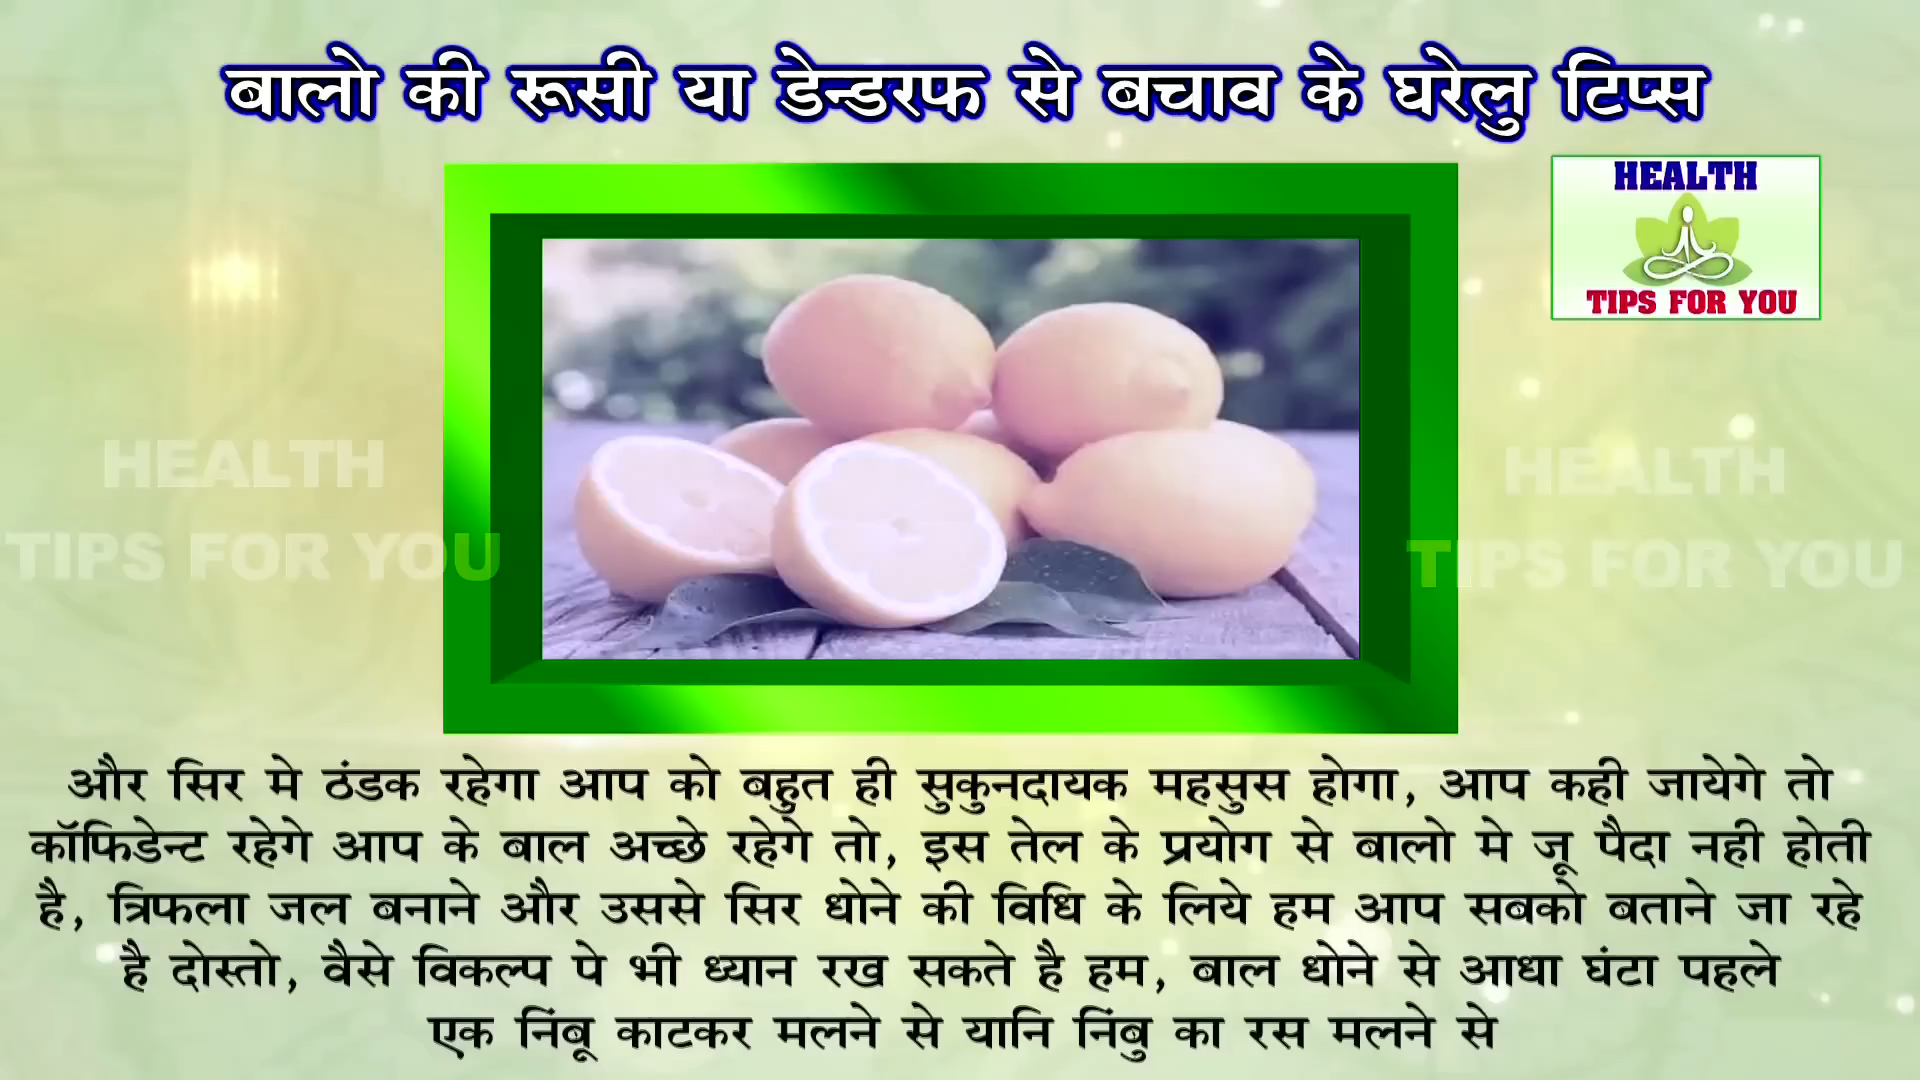 बालो की रूसी या डेन्डरफ से बचाव के घरेलु टिप्स
HEALTH
TIPS FOR YOU
HEALTH
TIPS FOR YOU
HEALTH
TIPS FOR YOU
और सिर मे ठंडक रहेगा आप को बहुत ही सुकुनदायक महसुस होगा, आप कही जायेगे तो
कॉफिडेन्ट रहेगे आप के बाल अच्छे रहेगे तो, इस तेल के प्रयोग से बालो मे जू पैदा नही होती
है, त्रिफला जल बनाने और उससे सिर धोने की विधि के लिये हम आप सबको बताने जा रहे
है दोस्तो, वैसे विकल्प पे भी ध्यान रख सकते है हम, बाल धोने से आधा घंटा पहले
एक निंबू काटकर मलने से यानि निंबु का रस मलने से